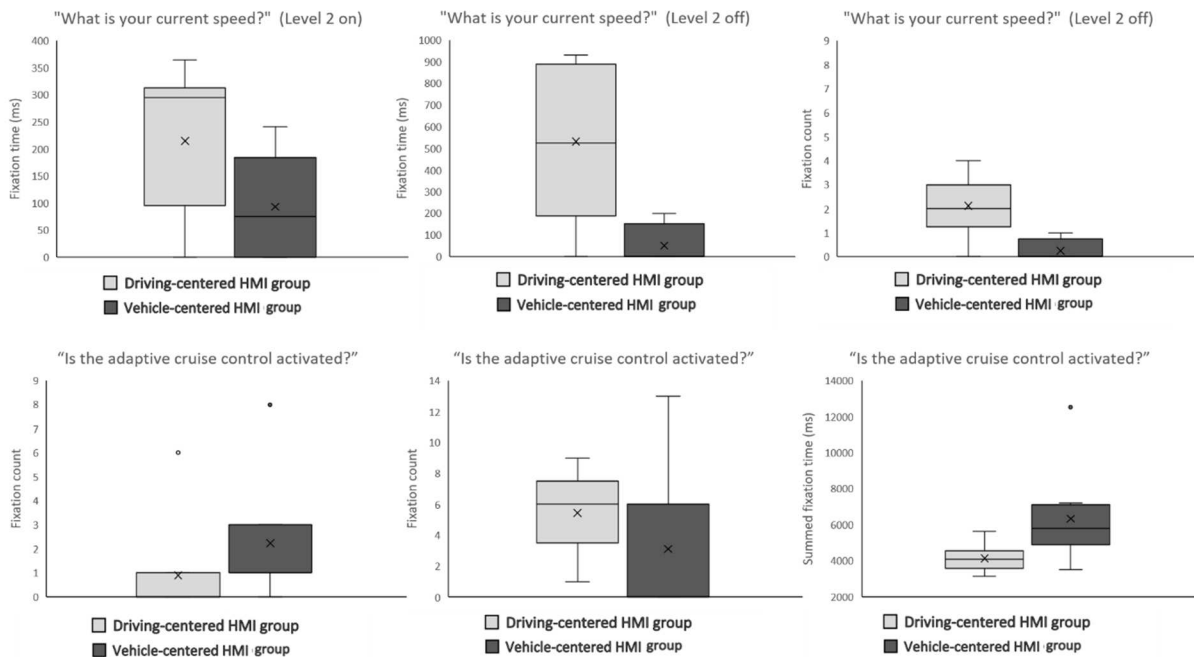 "What is your current speed?" (Level 2 on)
Fixation time (ms)
400
350
300
250
200
150
100
50
0
Driving-centered HMI group
Vehicle-centered HMI group
"What is your current speed?" (Level 2 off)
Fixation time (ms)
1000
900
800
700
600
500
400
300
200
100
0
Driving-centered HMI group
Vehicle-centered HMI group
"What is your current speed?" (Level 2 off)
Fixation count
9
8
7
6
5
4
3
2
1
0
Driving-centered HMI group
Vehicle-centered HMI group
“Is the adaptive cruise control activated?”
Fixation count
9
8
7
6
5
4
3
2
1
0
Driving-centered HMI group
Vehicle-centered HMI group
“Is the adaptive cruise control activated?”
Fixation count
14
12
10
8
6
4
2
0
Driving-centered HMI group
Vehicle-centered HMI group
“Is the adaptive cruise control activated?”
Summed fixation time (ms)
14000
12000
10000
8000
6000
4000
2000
Driving-centered HMI group
Vehicle-centered HMI group